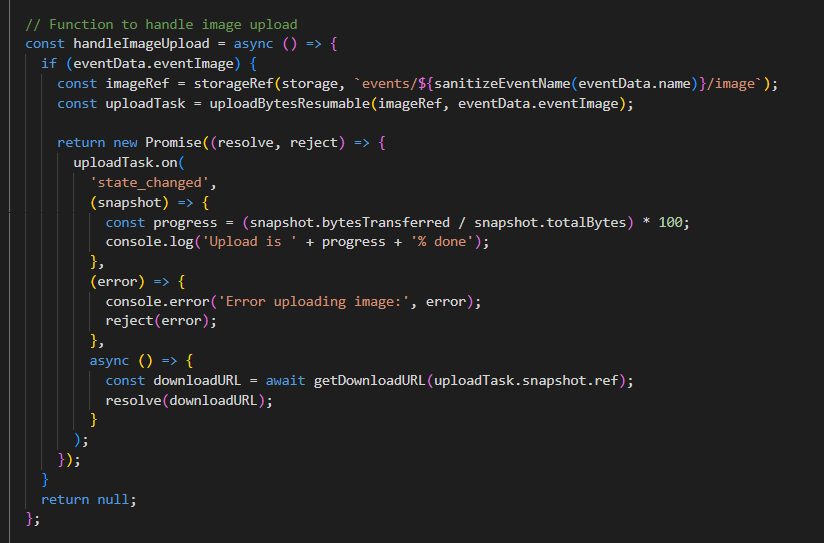 // Function to handle image upload
const handleImageUpload = async () => {
  if (eventData.eventImage) {
    const imageRef = storageRef(storage, `events/${sanitizeEventName(eventData.name)}/image`);
    const uploadTask = uploadBytesResumable(imageRef, eventData.eventImage);

    return new Promise((resolve, reject) => {
      uploadTask.on(
        'state_changed',
        (snapshot) => {
          const progress = (snapshot.bytesTransferred / snapshot.totalBytes) * 100;
          console.log('Upload is ' + progress + '% done');
        },
        (error) => {
          console.error('Error uploading image:', error);
          reject(error);
        },
        async () => {
          const downloadURL = await getDownloadURL(uploadTask.snapshot.ref);
          resolve(downloadURL);
        }
      );
    });
  }
  return null;
};